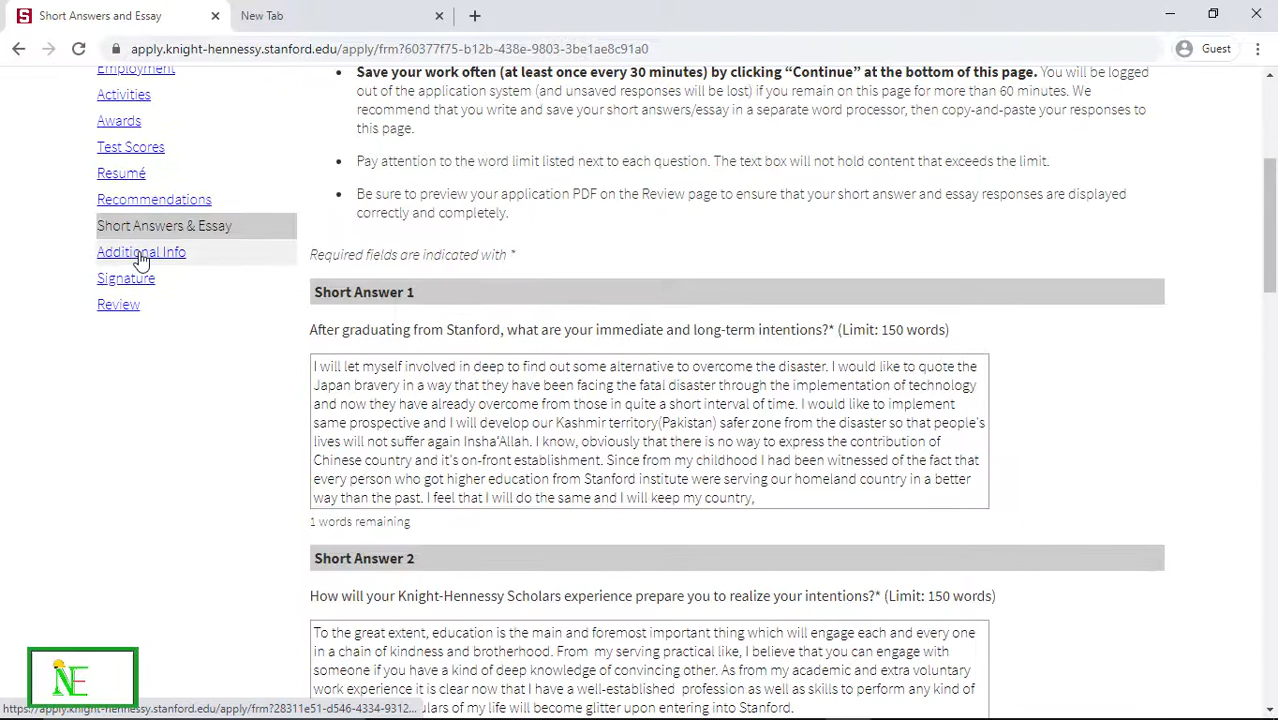 Short Answers and Essay
New Tab
apply.knight-hennessy.stanford.edu/apply/frm?60377f75-b12b-438e-9803-3be1ae8c91a0
Guest
Employment
Activities
Awards
Test Scores
Resumé
Recommendations
Short Answers & Essay
Additional Info
Signature
Review
Save your work often (at least once every 30 minutes) by clicking “Continue” at the bottom of this page. You will be logged
out of the application system (and unsaved responses will be lost) if you remain on this page for more than 60 minutes. We
recommend that you write and save your short answers/essay in a separate word processor, then copy-and-paste your responses to
this page.
Pay attention to the word limit listed next to each question. The text box will not hold content that exceeds the limit.
Be sure to preview your application PDF on the Review page to ensure that your short answer and essay responses are displayed
correctly and completely.
Required fields are indicated with *
Short Answer 1
After graduating from Stanford, what are your immediate and long-term intentions?* (Limit: 150 words)
I will let myself involved in deep to find out some alternative to overcome the disaster. I would like to quote the
Japan bravery in a way that they have been facing the fatal disaster through the implementation of technology
and now they have already overcome from those in quite a short interval of time. I would like to implement
same prospective and I will develop our Kashmir territory(Pakistan) safer zone from the disaster so that people's
lives will not suffer again Insha'Allah. I know, obviously that there is no way to express the contribution of
Chinese country and it's on-front establishment. Since from my childhood I had been witnessed of the fact that
every person who got higher education from Stanford institute were serving our homeland country in a better
way than the past. I feel that I will do the same and I will keep my country,
1 words remaining
Short Answer 2
How will your Knight-Hennessy Scholars experience prepare you to realize your intentions?* (Limit: 150 words)
To the great extent, education is the main and foremost important thing which will engage each and every one
in a chain of kindness and brotherhood. From my serving practical like, I believe that you can engage with
someone if you have a kind of depth knowledge of convincing other. As from my academic and extra voluntary
work experience it is clear now that I have a well-established profession as well as skills to perform any kind of
ulars of my life will become glitter upon entering into Stanford.
NE
https://apply.knight-hennessy.stanford.edu/apply/frm?28311e51-d546-4334-9312...